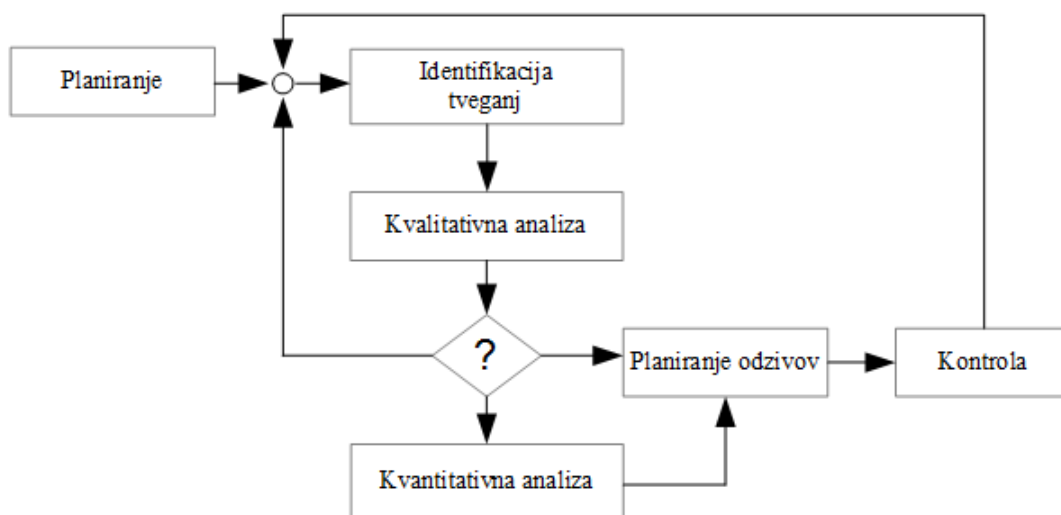 Planiranje
Identifikacija
tveganj
Kvalitativna analiza
?
Planiranje odzivov
Kontrola
Kvantitativna analiza